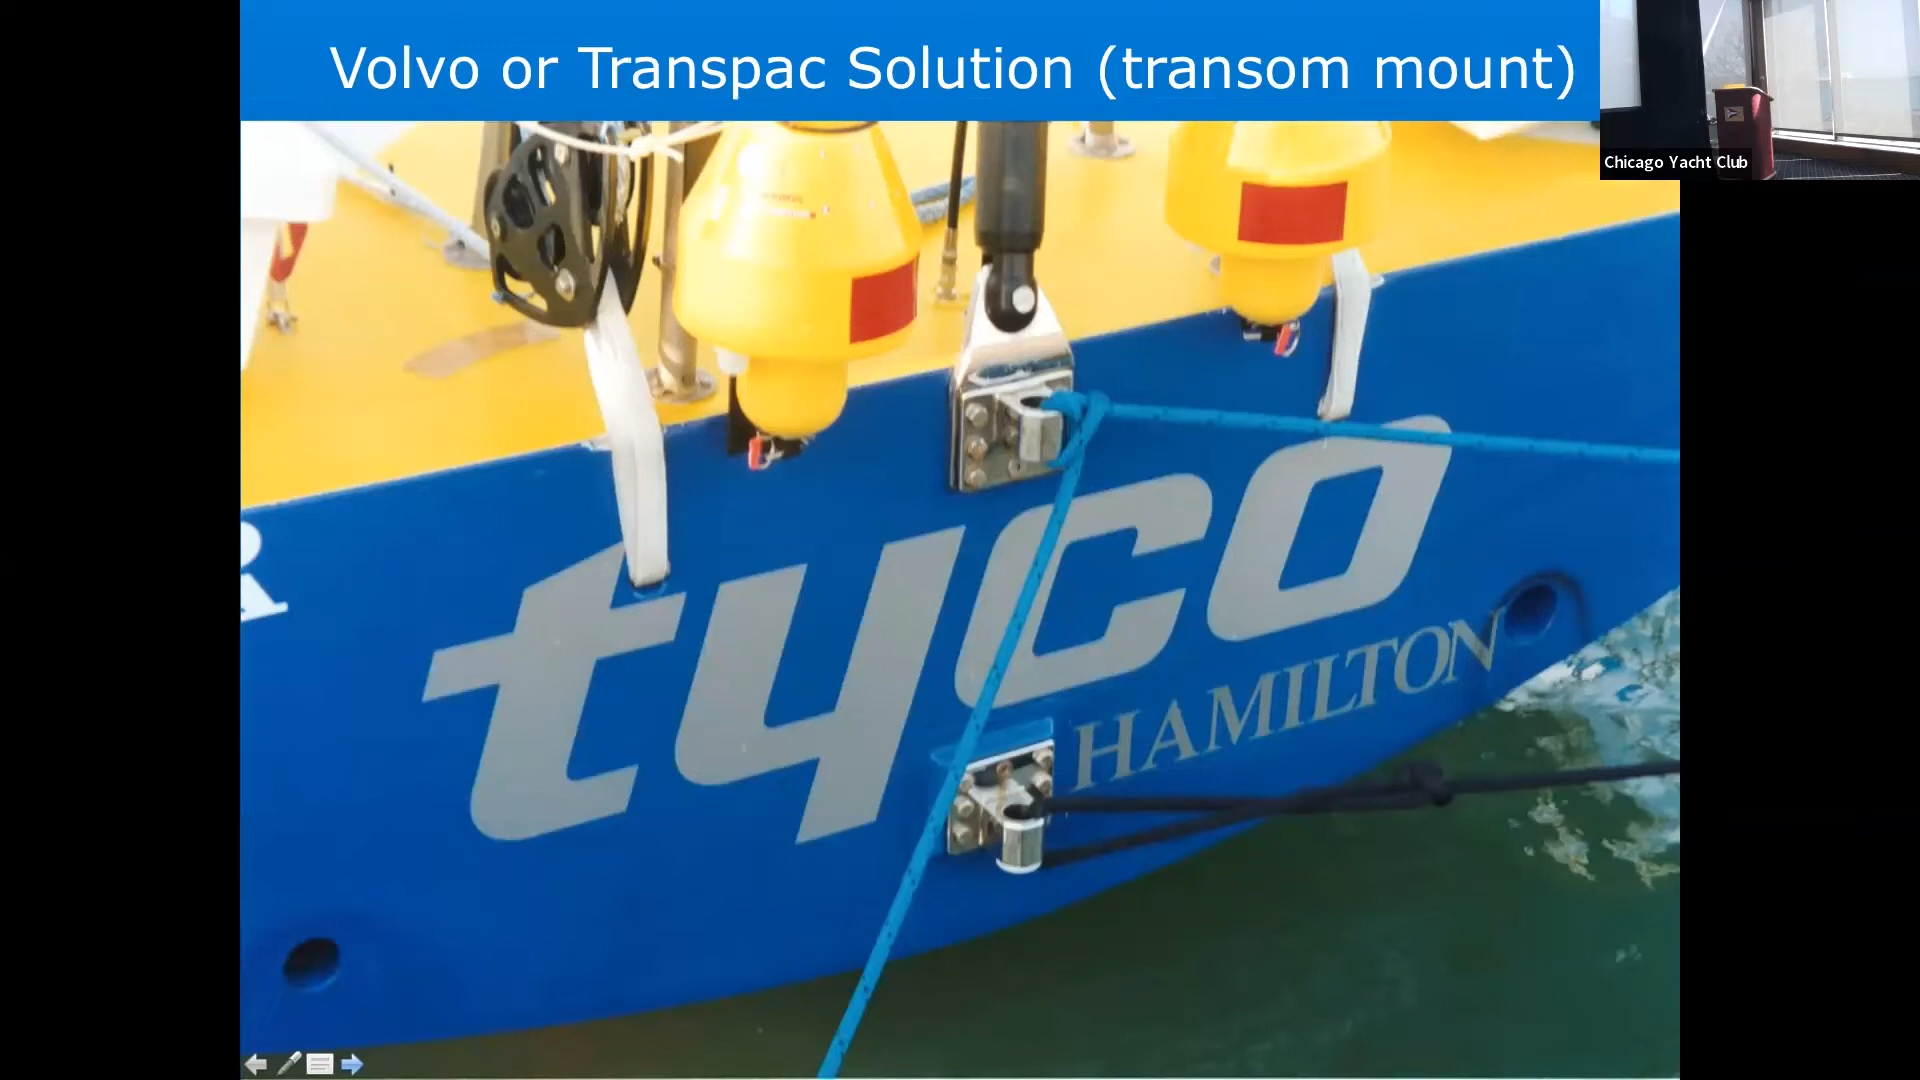 Volvo or Transpac Solution (transom mount)
Chicago Yacht Club
tyco
HAMILTON
R